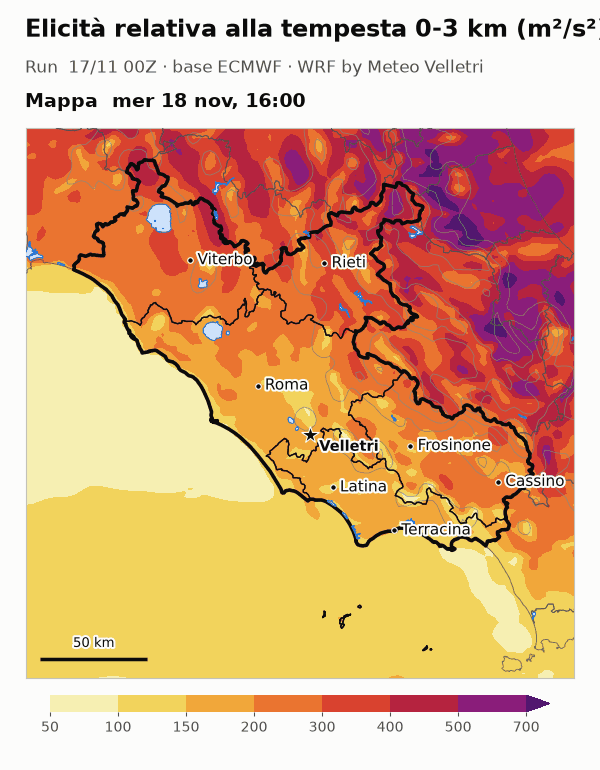 Elicità relativa alla tempesta 0-3 km (m²/s²)
Run  17/11 00Z · base ECMWF · WRF by Meteo Velletri
Mappa  mer 18 nov, 16:00
Viterbo
Rieti
Roma
Velletri
Frosinone
Cassino
Latina
Terracina
50 km
50 100 150 200 300 400 500 700